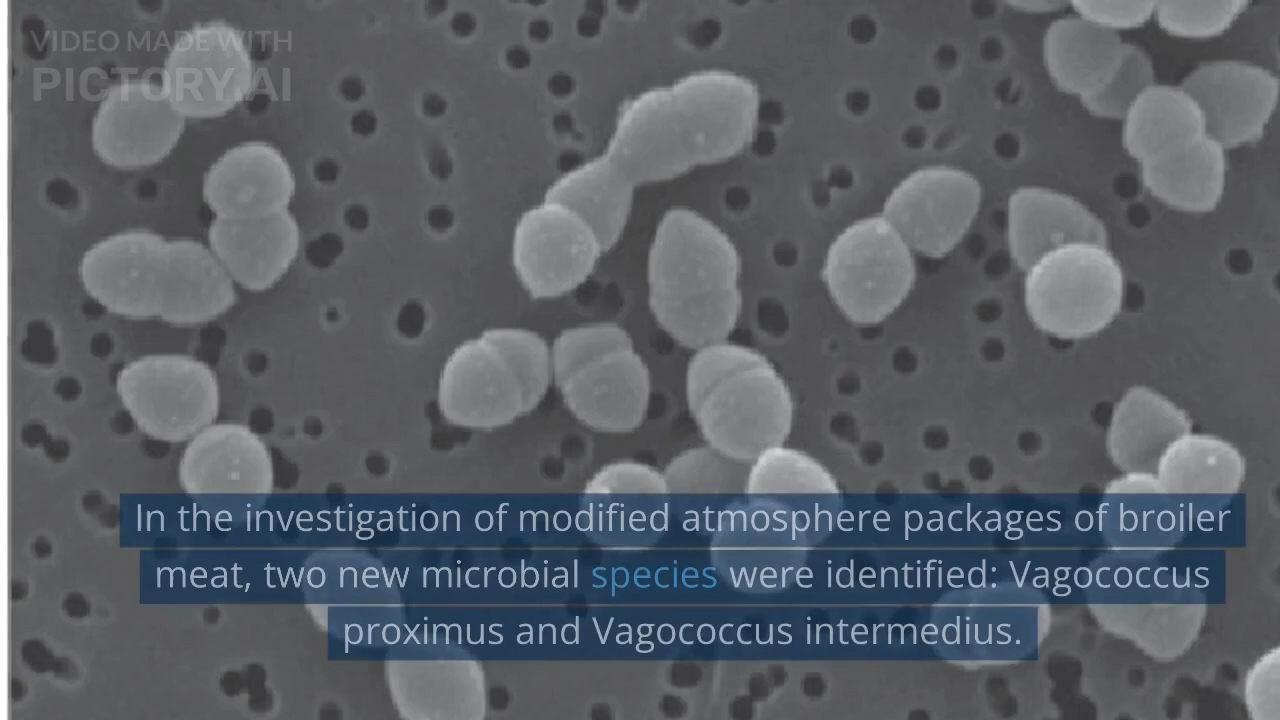 VIDEO MADE WITH
PICTORY.AI
In the investigation of modified atmosphere packages of broiler
meat, two new microbial species were identified: Vagococcus
proximus and Vagococcus intermedius.